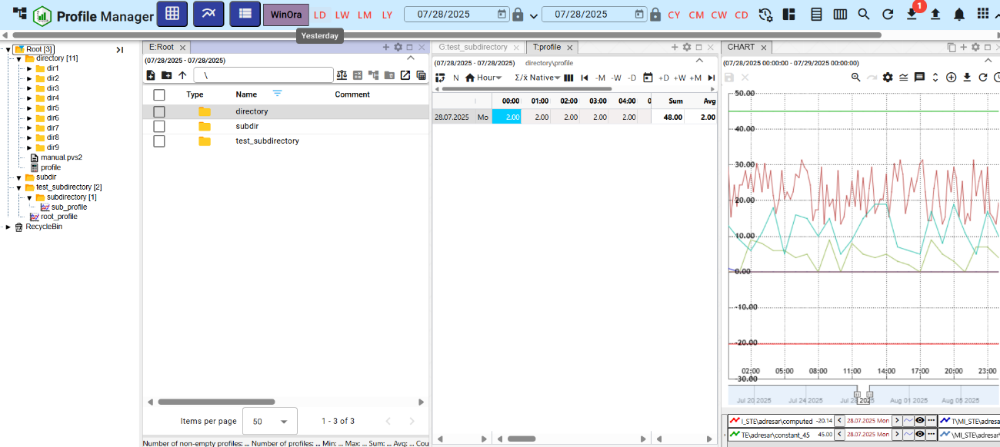 Profile Manager WinOra LD LW LM LY 07/28/2025 07/28/2025 CY CM CW CD 1
Yesterday
Root [3]
directory [11]
dir1
dir2
dir3
dir4
dir5
dir6
dir7
dir8
dir9
manual.pvs2
profile
subdir
test_subdirectory [2]
subdirectory [1]
sub_profile
root_profile
RecycleBin
E:Root
(07/28/2025 - 07/28/2025)
\
Type Name Comment
directory
subdir
test_subdirectory
Items per page 50 1 - 3 of 3
Number of non-empty profiles: ... Number of profiles: ... Min: ... Max: ... Sum: ... Avg: ... Cou
G:test_subdirectory T:profile
(07/28/2025 - 07/28/2025) directory\profile
N Hour Σ/x̄ Native -M -W -D +D +W +M
00:00 01:00 02:00 03:00 04:00 0 Sum Avg
28.07.2025 Mo 2.00 2.00 2.00 2.00 2.00 48.00 2.00
CHART
(07/28/2025 00:00:00 - 07/29/2025 00:00:00)
50.00
40.00
30.00
20.00
10.00
0.00
-10.00
-20.00
-30.00
02:00 05:00 08:00 11:00 14:00 17:00 20:00 23:00
Jul 20 2025 Jul 24 2025 Jul 28 2025 Aug 01 2025 Aug 05 2025
I_STE\adresar\computed -20.14 28.07.2025 Mon T\MI_STE\adresa
TE\adresar\constant_45 45.00 28.07.2025 Mon \MI_STE\adresar\